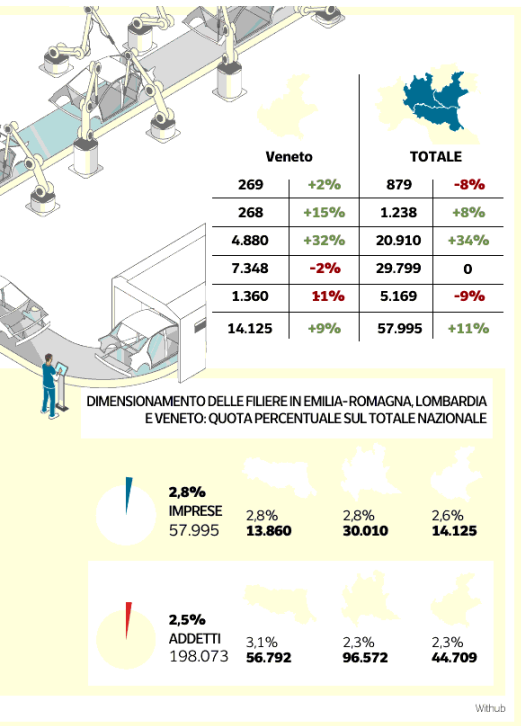 Veneto TOTALE
269 +2% 879 -8%
268 +15% 1.238 +8%
4.880 +32% 20.910 +34%
7.348 -2% 29.799 0
1.360 -11% 5.169 -9%
14.125 +9% 57.995 +11%
DIMENSIONAMENTO DELLE FILIERE IN EMILIA-ROMAGNA, LOMBARDIA
E VENETO: QUOTA PERCENTUALE SUL TOTALE NAZIONALE
2,8%
IMPRESE
57.995
2,8% 2,8% 2,6%
13.860 30.010 14.125
2,5%
ADDETTI
198.073
3,1% 2,3% 2,3%
56.792 96.572 44.709
Withub